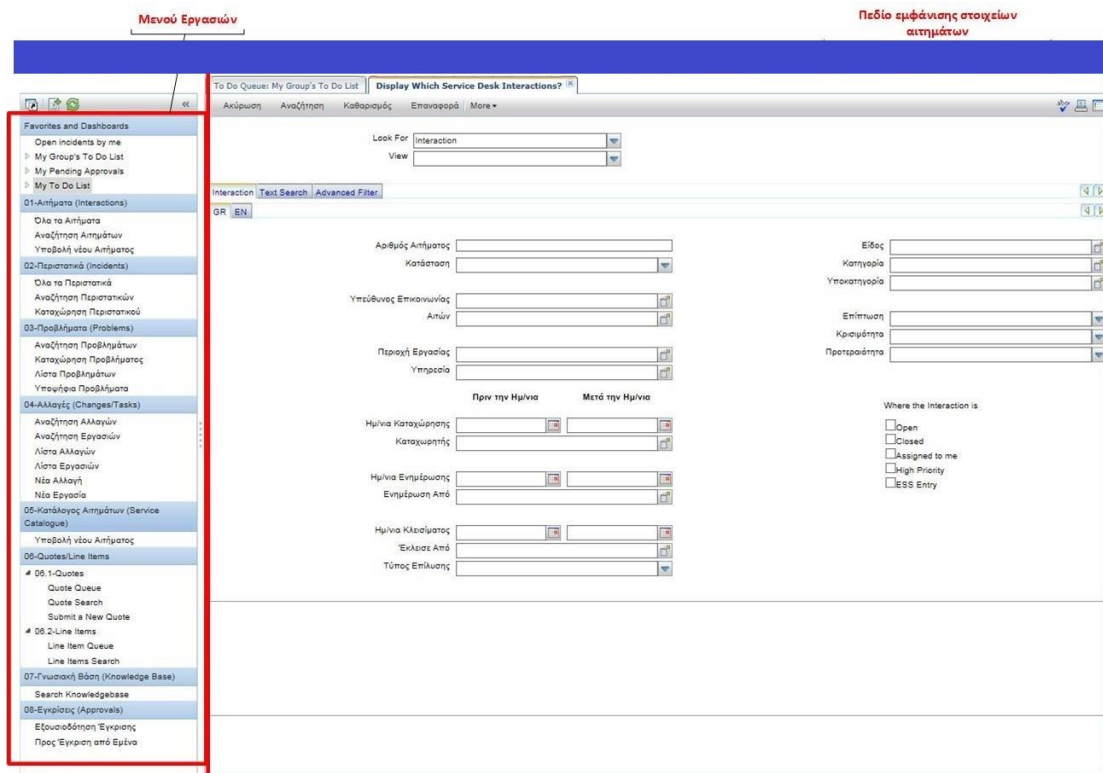 Μενού Εργασιών
Πεδίο εμφάνισης στοιχείων
αιτημάτων
To Do Queue: My Group's To Do List
Display Which Service Desk Interactions?
Ακύρωση Αναζήτηση Καθαρισμός Επαναφορά More
Favorites and Dashboards
Open incidents by me
My Group's To Do List
My Pending Approvals
My To Do List
01-Αιτήματα (Interactions)
Όλα τα Αιτήματα
Αναζήτηση Αιτημάτων
Υποβολή νέου Αιτήματος
02-Περιστατικά (Incidents)
Όλα τα Περιστατικά
Αναζήτηση Περιστατικών
Καταχώρηση Περιστατικού
03-Προβλήματα (Problems)
Αναζήτηση Προβλημάτων
Καταχώρηση Προβλήματος
Λίστα Προβλημάτων
Υποψήφια Προβλήματα
04-Αλλαγές (Changes/Tasks)
Αναζήτηση Αλλαγών
Αναζήτηση Εργασιών
Λίστα Αλλαγών
Λίστα Εργασιών
Νέα Αλλαγή
Νέα Εργασία
05-Κατάλογος Αιτημάτων (Service
Catalogue)
Υποβολή νέου Αιτήματος
06-Quotes/Line Items
06.1-Quotes
Quote Queue
Quote Search
Submit a New Quote
06.2-Line Items
Line Item Queue
Line Items Search
07-Γνωσιακή Βάση (Knowledge Base)
Search Knowledgebase
08-Εγκρίσεις (Approvals)
Εξουσιοδότηση Έγκρισης
Προς Έγκριση από Εμένα
Look For Interaction
View
Interaction Text Search Advanced Filter
GR EN
Αριθμός Αιτήματος
Κατάσταση
Υπεύθυνος Επικοινωνίας
Αιτών
Περιοχή Εργασίας
Υπηρεσία
Πριν την Ημ/νια Μετά την Ημ/νια
Ημ/νια Καταχώρησης
Καταχωρητής
Ημ/νια Ενημέρωσης
Ενημέρωση Από
Ημ/νια Κλεισίματος
Έκλεισε Από
Τύπος Επίλυσης
Είδος
Κατηγορία
Υποκατηγορία
Επίπτωση
Κρισιμότητα
Προτεραιότητα
Where the Interaction is
Open
Closed
Assigned to me
High Priority
ESS Entry